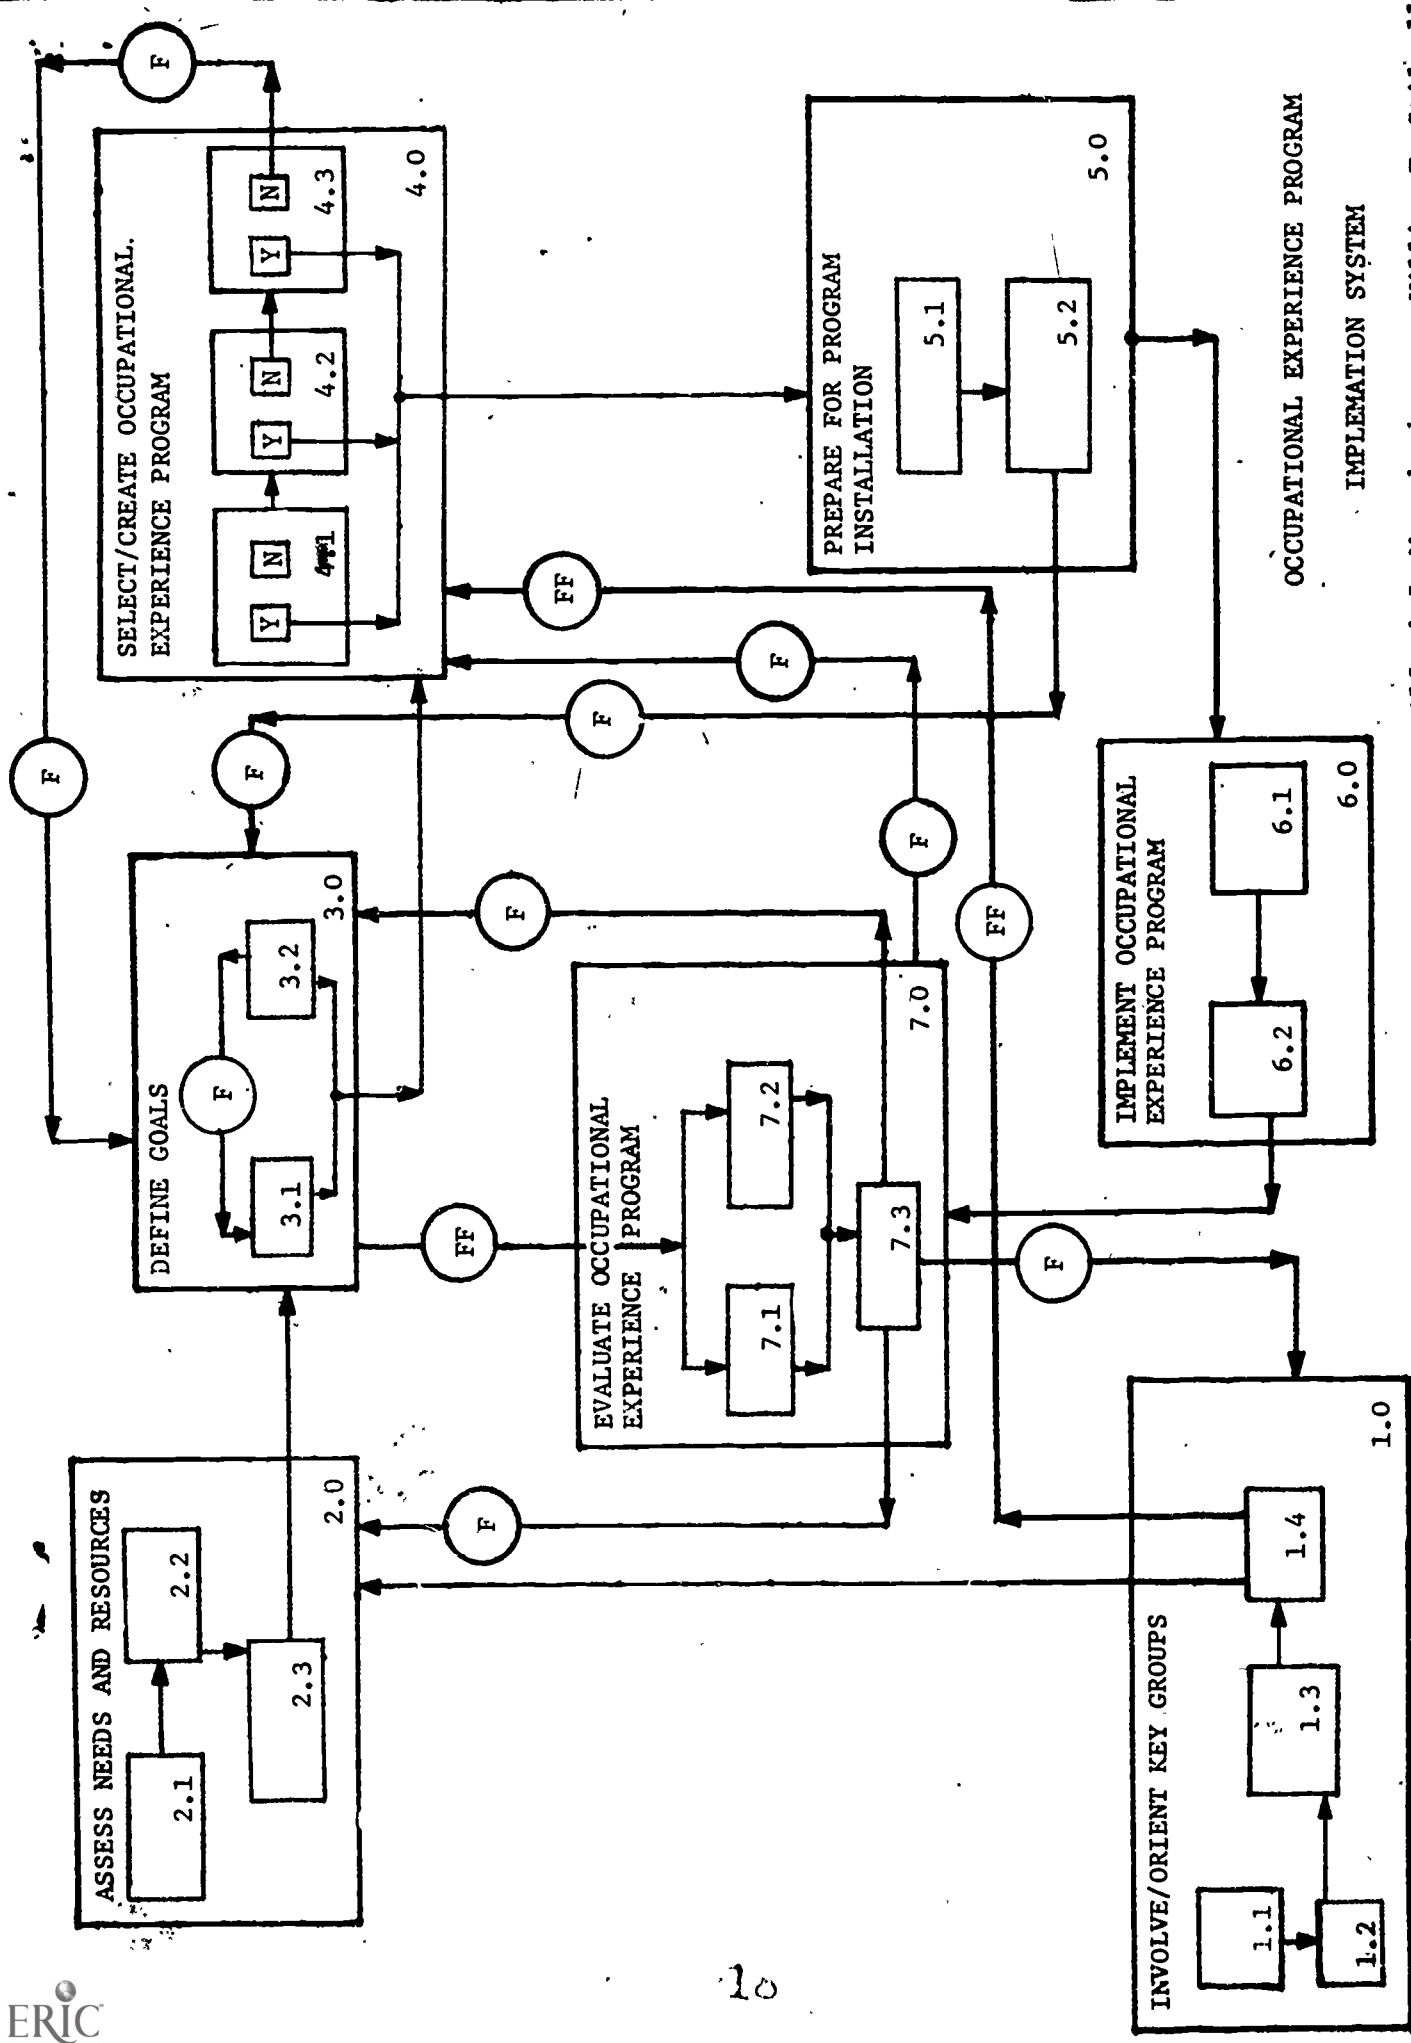 ASSESS NEEDS AND RESOURCES
2.1
2.2
2.3
2.0
DEFINE GOALS
3.1
F
3.2
3.0
SELECT/CREATE OCCUPATIONAL.
EXPERIENCE PROGRAM
Y
N
4.1
Y
N
4.2
Y
N
4.3
4.0
F
F
F
F
F
F
FF
F
F
FF
FF
F
F
EVALUATE OCCUPATIONAL
EXPERIENCE PROGRAM
7.1
7.2
7.3
7.0
PREPARE FOR PROGRAM
INSTALLATION
5.1
5.2
5.0
INVOLVE/ORIENT KEY GROUPS
1.1
1.2
1.3
1.4
1.0
IMPLEMENT OCCUPATIONAL
EXPERIENCE PROGRAM
6.2
6.1
6.0
OCCUPATIONAL EXPERIENCE PROGRAM
IMPLEMATION SYSTEM
10
ERIC